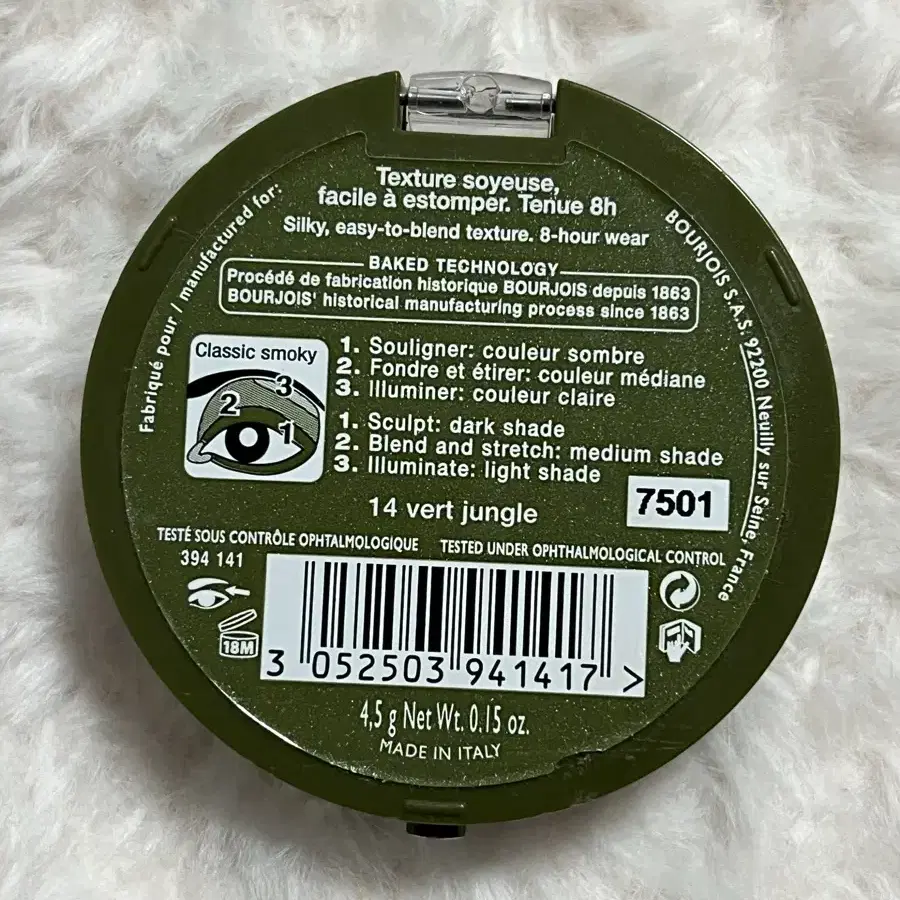 Texture soyeuse,
facile à estomper. Tenue 8h
Silky, easy-to-blend texture. 8-hour wear
BAKED TECHNOLOGY
Procédé de fabrication historique BOURJOIS depuis 1863
BOURJOIS' historical manufacturing process since 1863
Fabriqué pour / manufactured for:
BOURJOIS S.A.S. 92200 Neuilly sur Seine, France
Classic smoky
3
2
1
1. Souligner: couleur sombre
2. Fondre et étirer: couleur médiane
3. Illuminer: couleur claire
1. Sculpt: dark shade
2. Blend and stretch: medium shade
3. Illuminate: light shade
14 vert jungle
7501
TESTÉ SOUS CONTRÔLE OPHTALMOLOGIQUE
TESTED UNDER OPHTHALMOLOGICAL CONTROL
394 141
18M
3 052503 941417 >
4,5 g Net Wt. 0.15 oz.
MADE IN ITALY